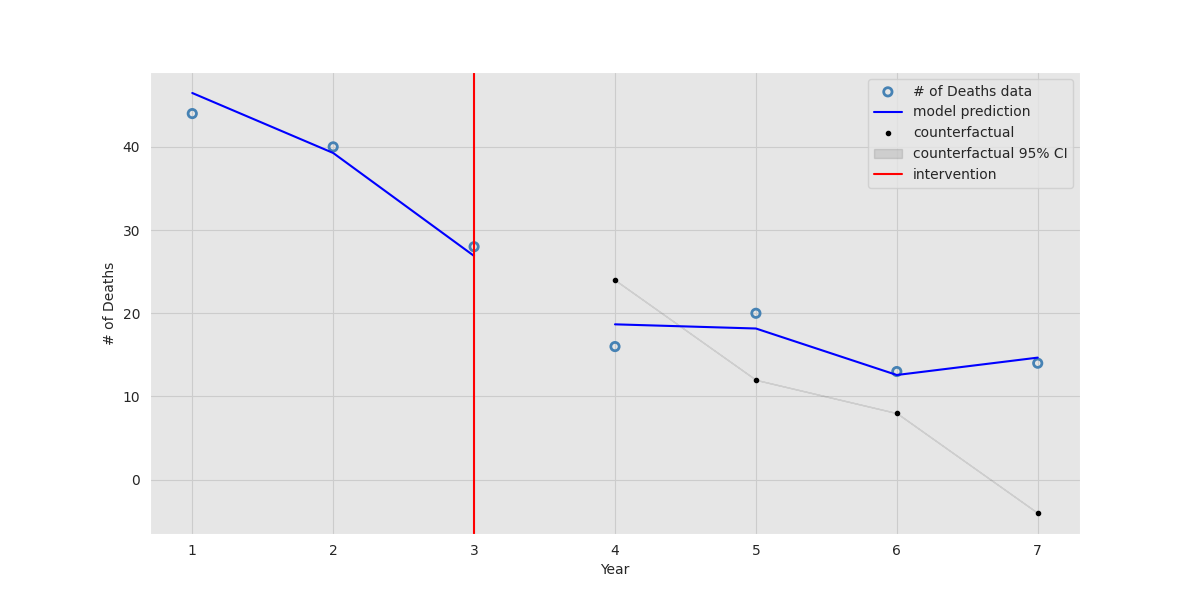 # of Deaths data
model prediction
counterfactual
counterfactual 95% CI
intervention
# of Deaths
40
30
20
10
0
1 2 3 4 5 6 7
Year